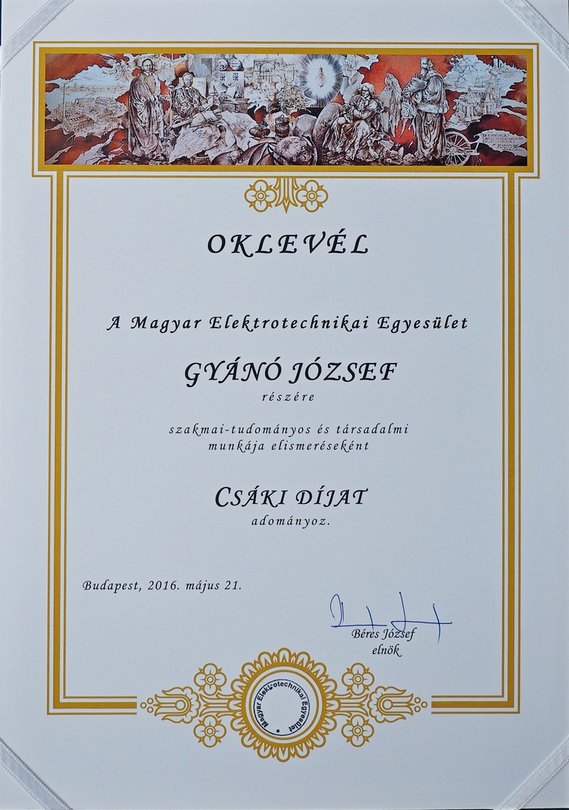 OKLEVÉL
A Magyar Elektrotechnikai Egyesület
GYÁNÓ JÓZSEF
részére
szakmai-tudományos és társadalmi
munkája elismeréseként
CSÁKI DÍJAT
adományoz.
Budapest, 2016. május 21.
Béres József
elnök
Magyar Elektrotechnikai Egyesület